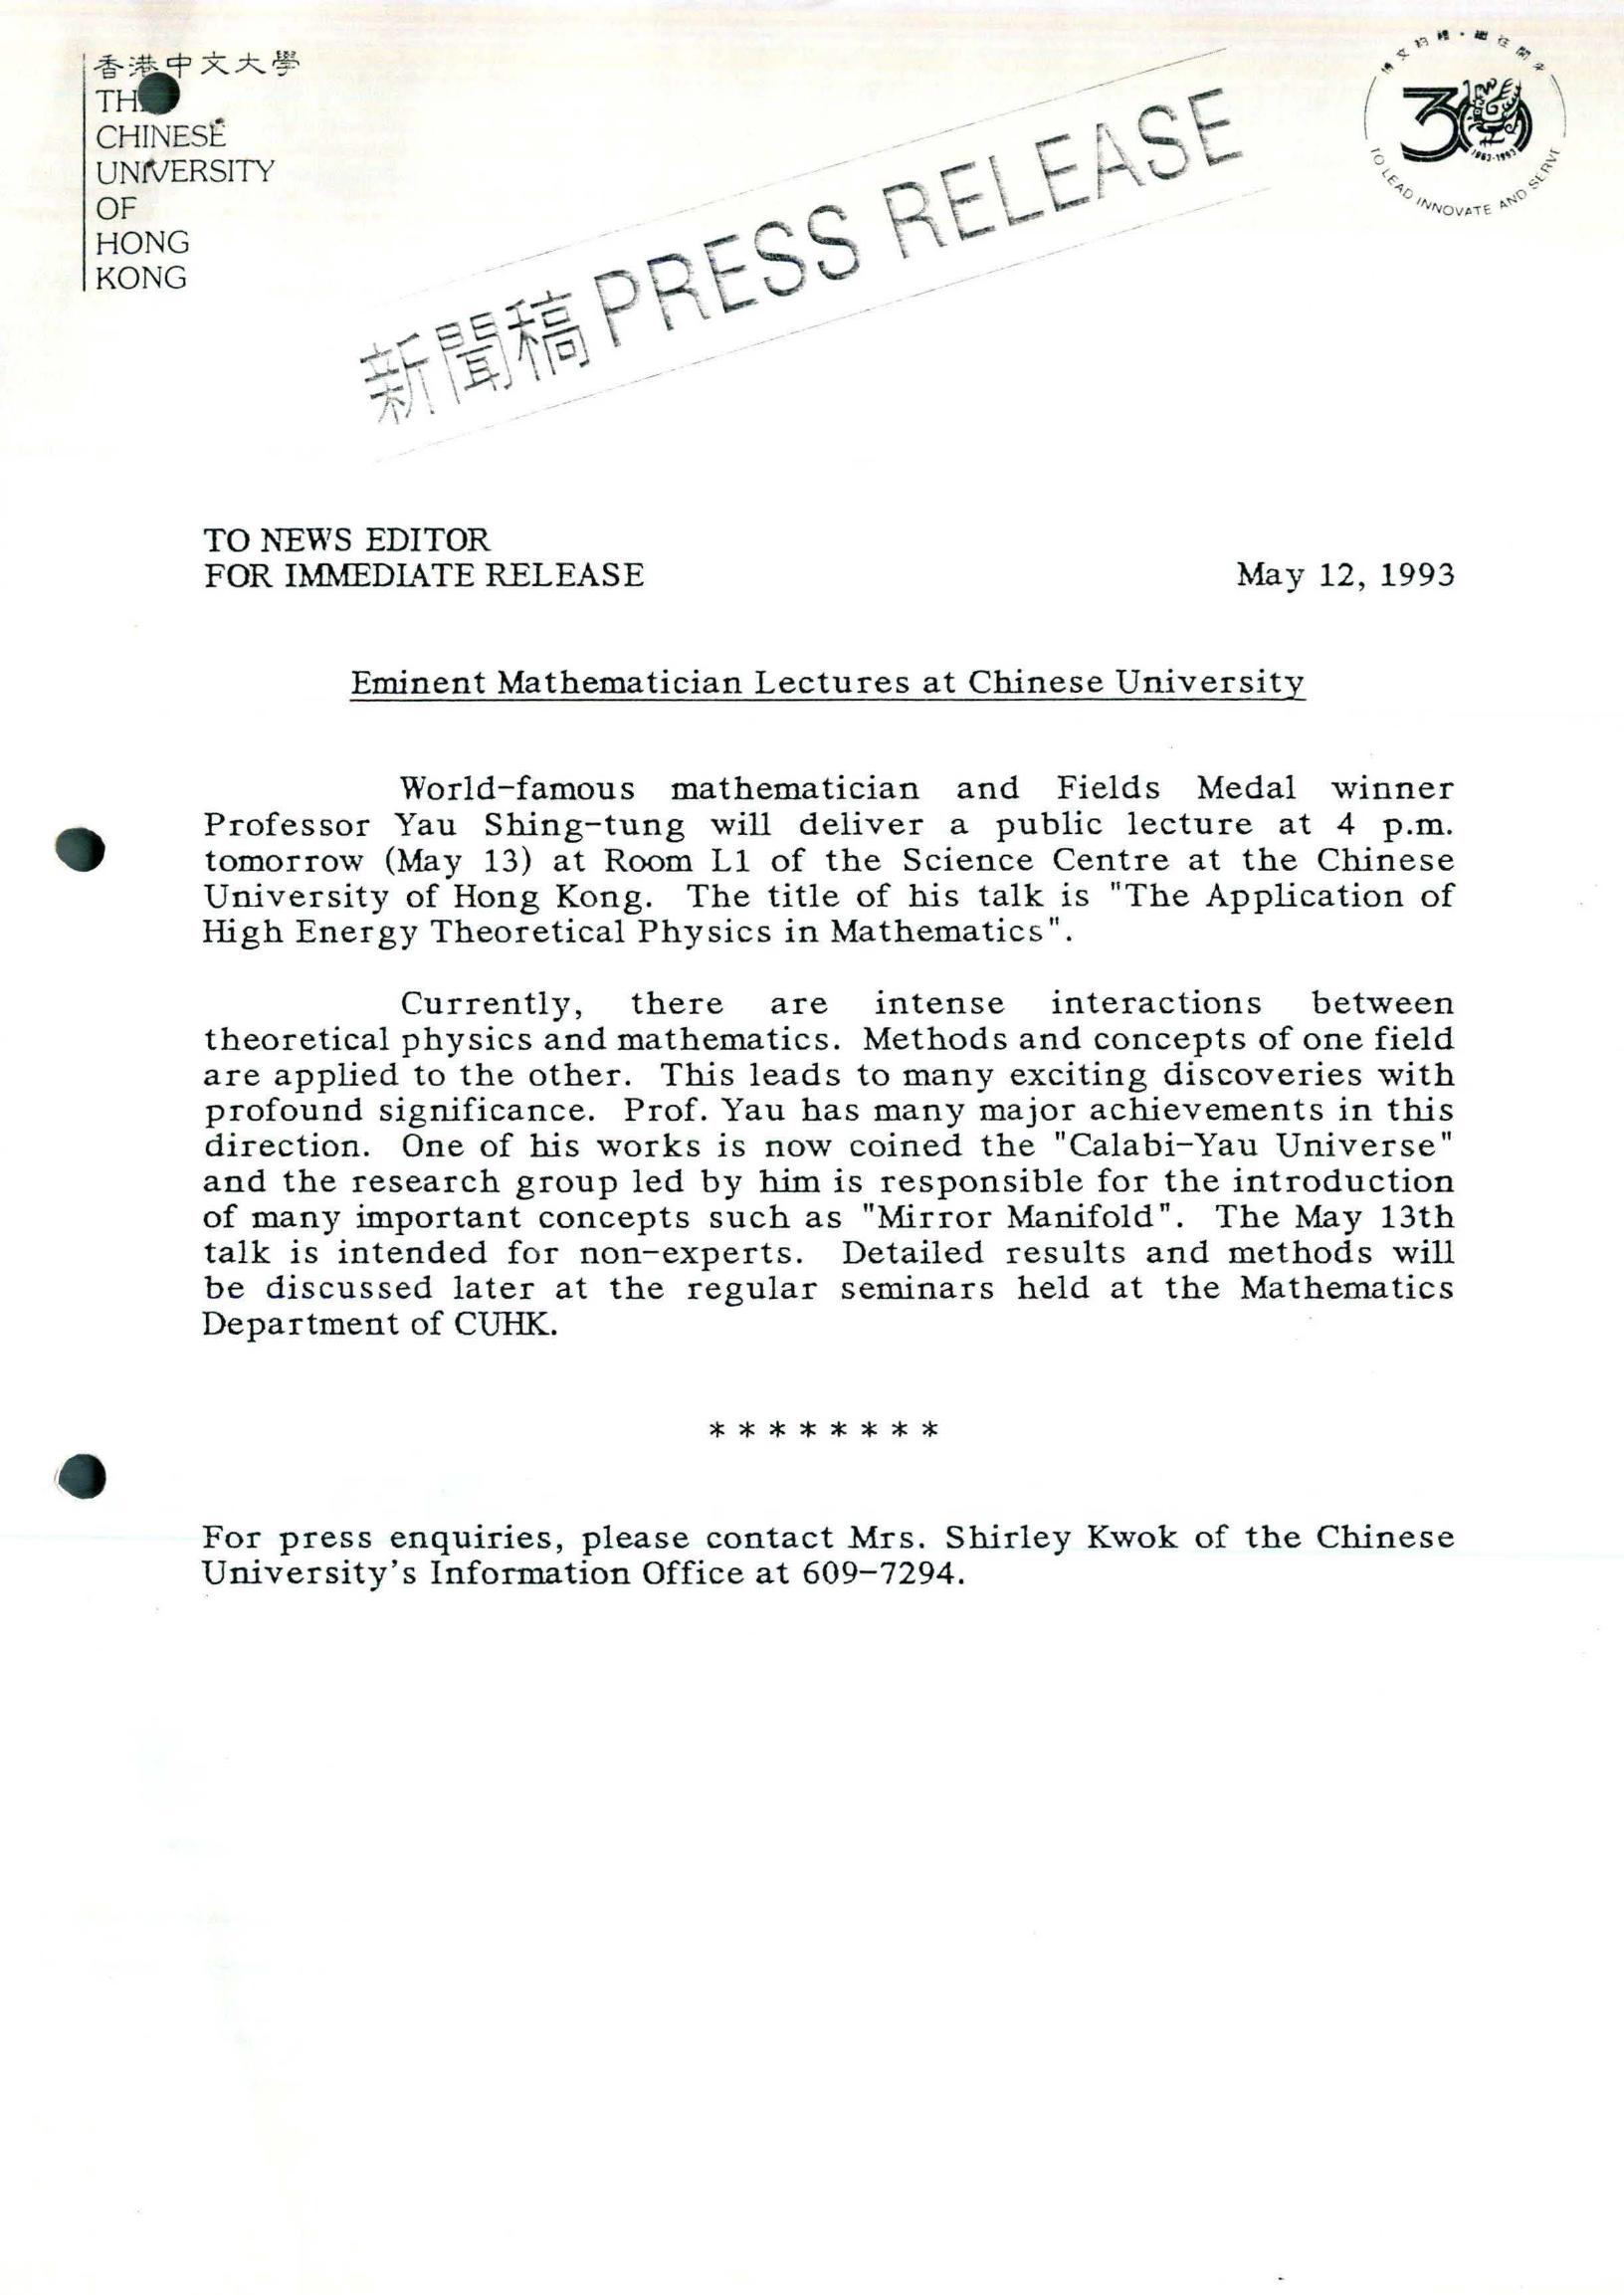 香港中文大學
THE
CHINESE
UNIVERSITY
OF
HONG
KONG
博文約禮・繼往開來
30
1963-1993
TO LEAD INNOVATE AND SERVE
新聞稿 PRESS RELEASE
TO NEWS EDITOR
FOR IMMEDIATE RELEASE May 12, 1993
Eminent Mathematician Lectures at Chinese University
World-famous mathematician and Fields Medal winner
Professor Yau Shing-tung will deliver a public lecture at 4 p.m.
tomorrow (May 13) at Room L1 of the Science Centre at the Chinese
University of Hong Kong. The title of his talk is "The Application of
High Energy Theoretical Physics in Mathematics".
Currently, there are intense interactions between
theoretical physics and mathematics. Methods and concepts of one field
are applied to the other. This leads to many exciting discoveries with
profound significance. Prof. Yau has many major achievements in this
direction. One of his works is now coined the "Calabi-Yau Universe"
and the research group led by him is responsible for the introduction
of many important concepts such as "Mirror Manifold". The May 13th
talk is intended for non-experts. Detailed results and methods will
be discussed later at the regular seminars held at the Mathematics
Department of CUHK.
* * * * * * * *
For press enquiries, please contact Mrs. Shirley Kwok of the Chinese
University's Information Office at 609-7294.